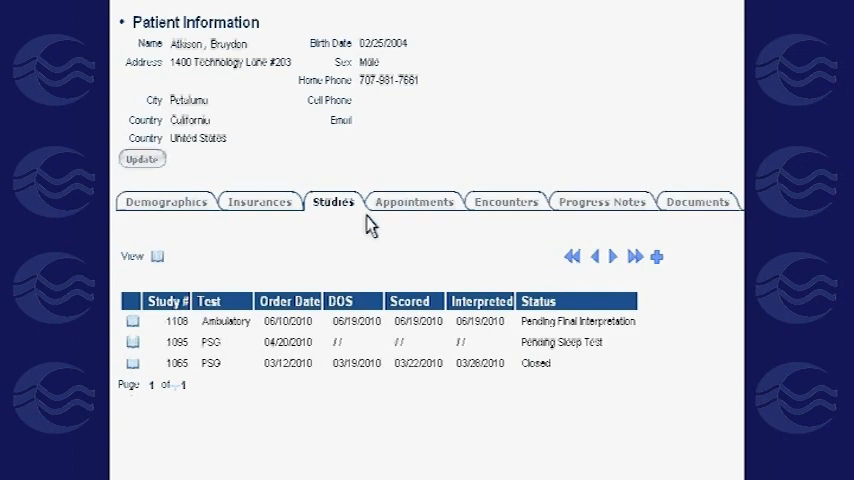 • Patient Information
Name Atkison, Bruydon Birth Date 02/25/2004
Address 1400 Technology Lane #203 Sex Male
Home Phone 707-981-7661
City Petaluma Cell Phone
Country California Email
Country United States
Update
Demographics Insurances Studies Appointments Encounters Progress Notes Documents
View
Study # Test Order Date DOS Scored Interpreted Status
1108 Ambulatory 06/10/2010 06/19/2010 06/19/2010 06/19/2010 Pending Final Interpretation
1095 PSG 04/20/2010 / / / / / / Pending Sleep Test
1065 PSG 03/12/2010 03/19/2010 03/22/2010 03/28/2010 Closed
Page 1 of 1